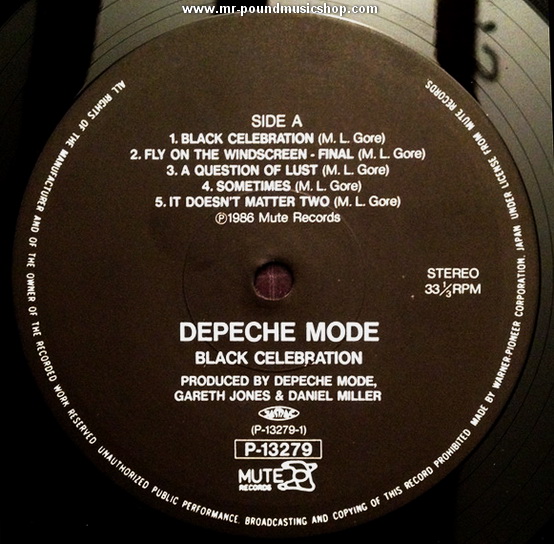 www.mr-poundmusicshop.com
SIDE A
1. BLACK CELEBRATION (M. L. Gore)
2. FLY ON THE WINDSCREEN - FINAL (M. L. Gore)
3. A QUESTION OF LUST (M. L. Gore)
4. SOMETIMES (M. L. Gore)
5. IT DOESN'T MATTER TWO (M. L. Gore)
Ⓟ1986 Mute Records
STEREO
33⅓RPM
DEPECHE MODE
BLACK CELEBRATION
PRODUCED BY DEPECHE MODE,
GARETH JONES & DANIEL MILLER
(P-13279-1)
P-13279
MUTE
RECORDS
ALL RIGHTS OF THE MANUFACTURER AND OF THE OWNER OF THE RECORDED WORK RESERVED. UNAUTHORIZED PUBLIC PERFORMANCE, BROADCASTING AND COPYING OF THIS RECORD PROHIBITED MADE BY WARNER-PIONEER CORPORATION, JAPAN UNDER LICENSE FROM MUTE RECORDS.